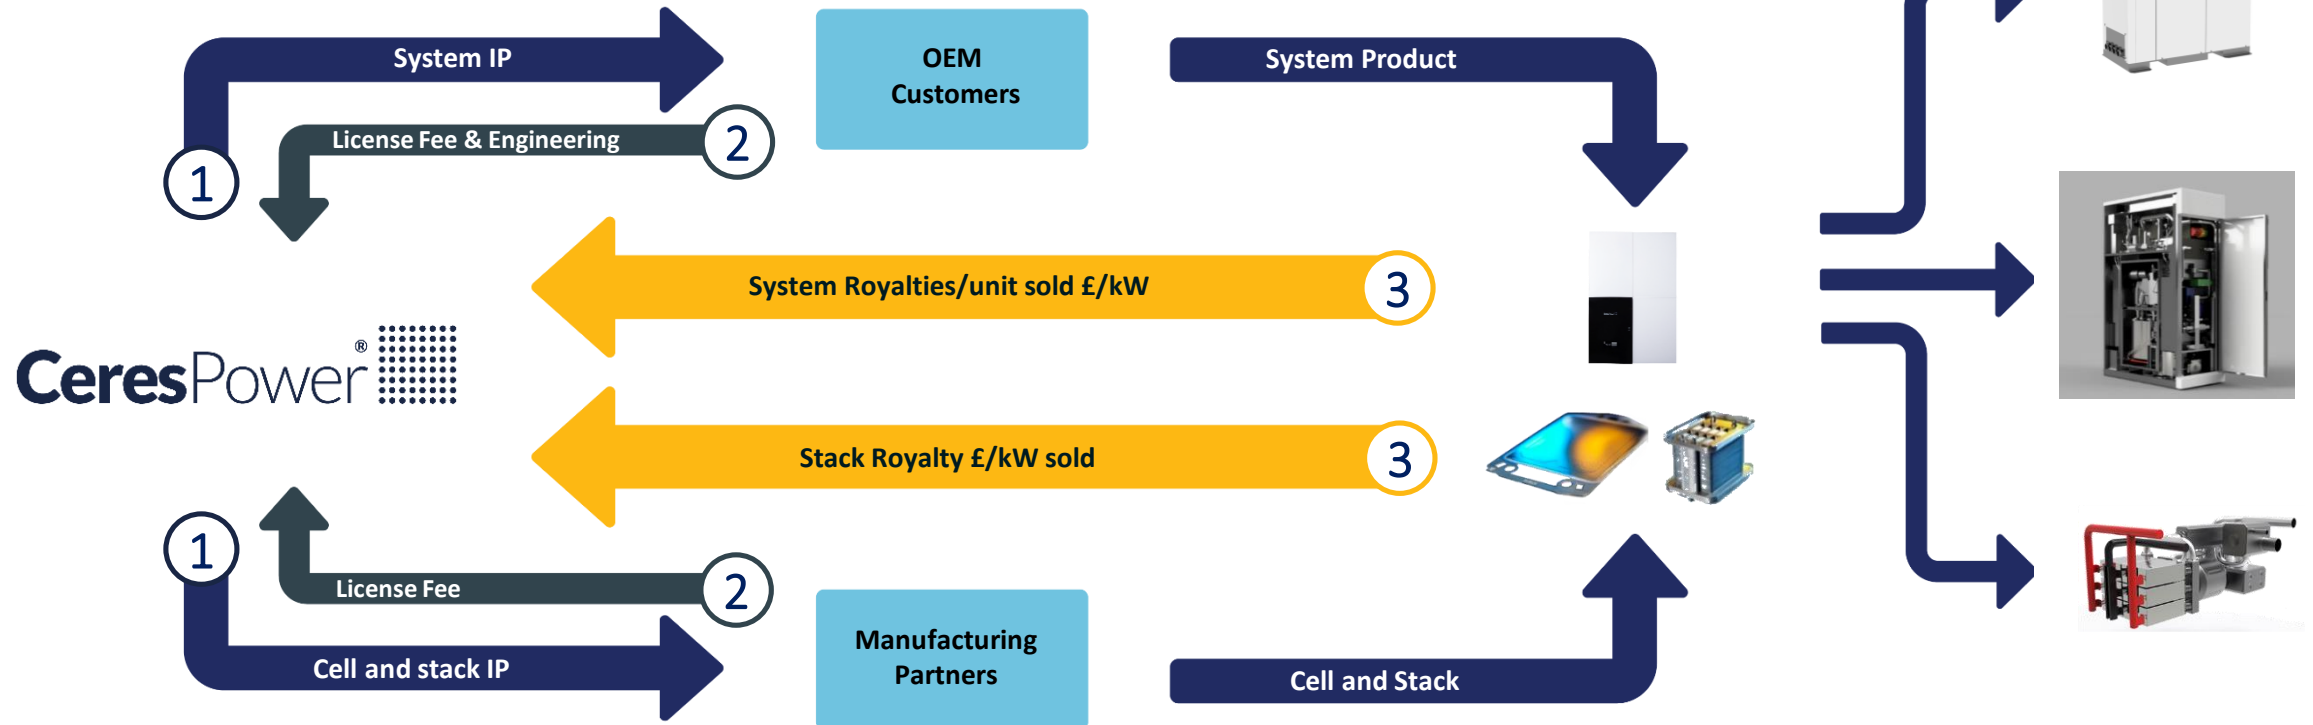 System IP
OEM
Customers
System Product
License Fee & Engineering
2
1
System Royalties/unit sold £/kW
3
CeresPower®
Stack Royalty £/kW sold
3
1
License Fee
2
Manufacturing
Partners
Cell and stack IP
Cell and Stack